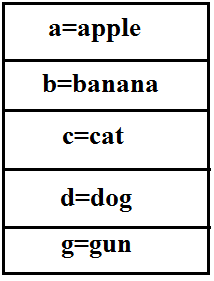 a=apple
b=banana
c=cat
d=dog
g=gun